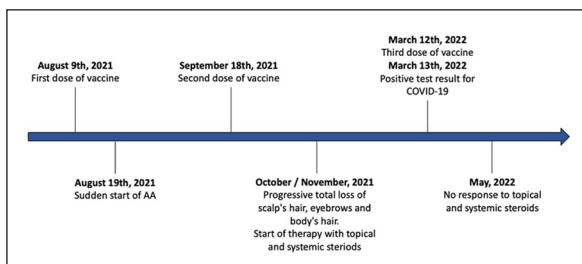 August 9th, 2021
First dose of vaccine
September 18th, 2021
Second dose of vaccine
March 12th, 2022
Third dose of vaccine
March 13th, 2022
Positive test result for
COVID-19
August 19th, 2021
Sudden start of AA
October / November, 2021
Progressive total loss of
scalp's hair, eyebrows and
body's hair.
Start of therapy with topical
and systemic steriods
May, 2022
No response to topical
and systemic steroids